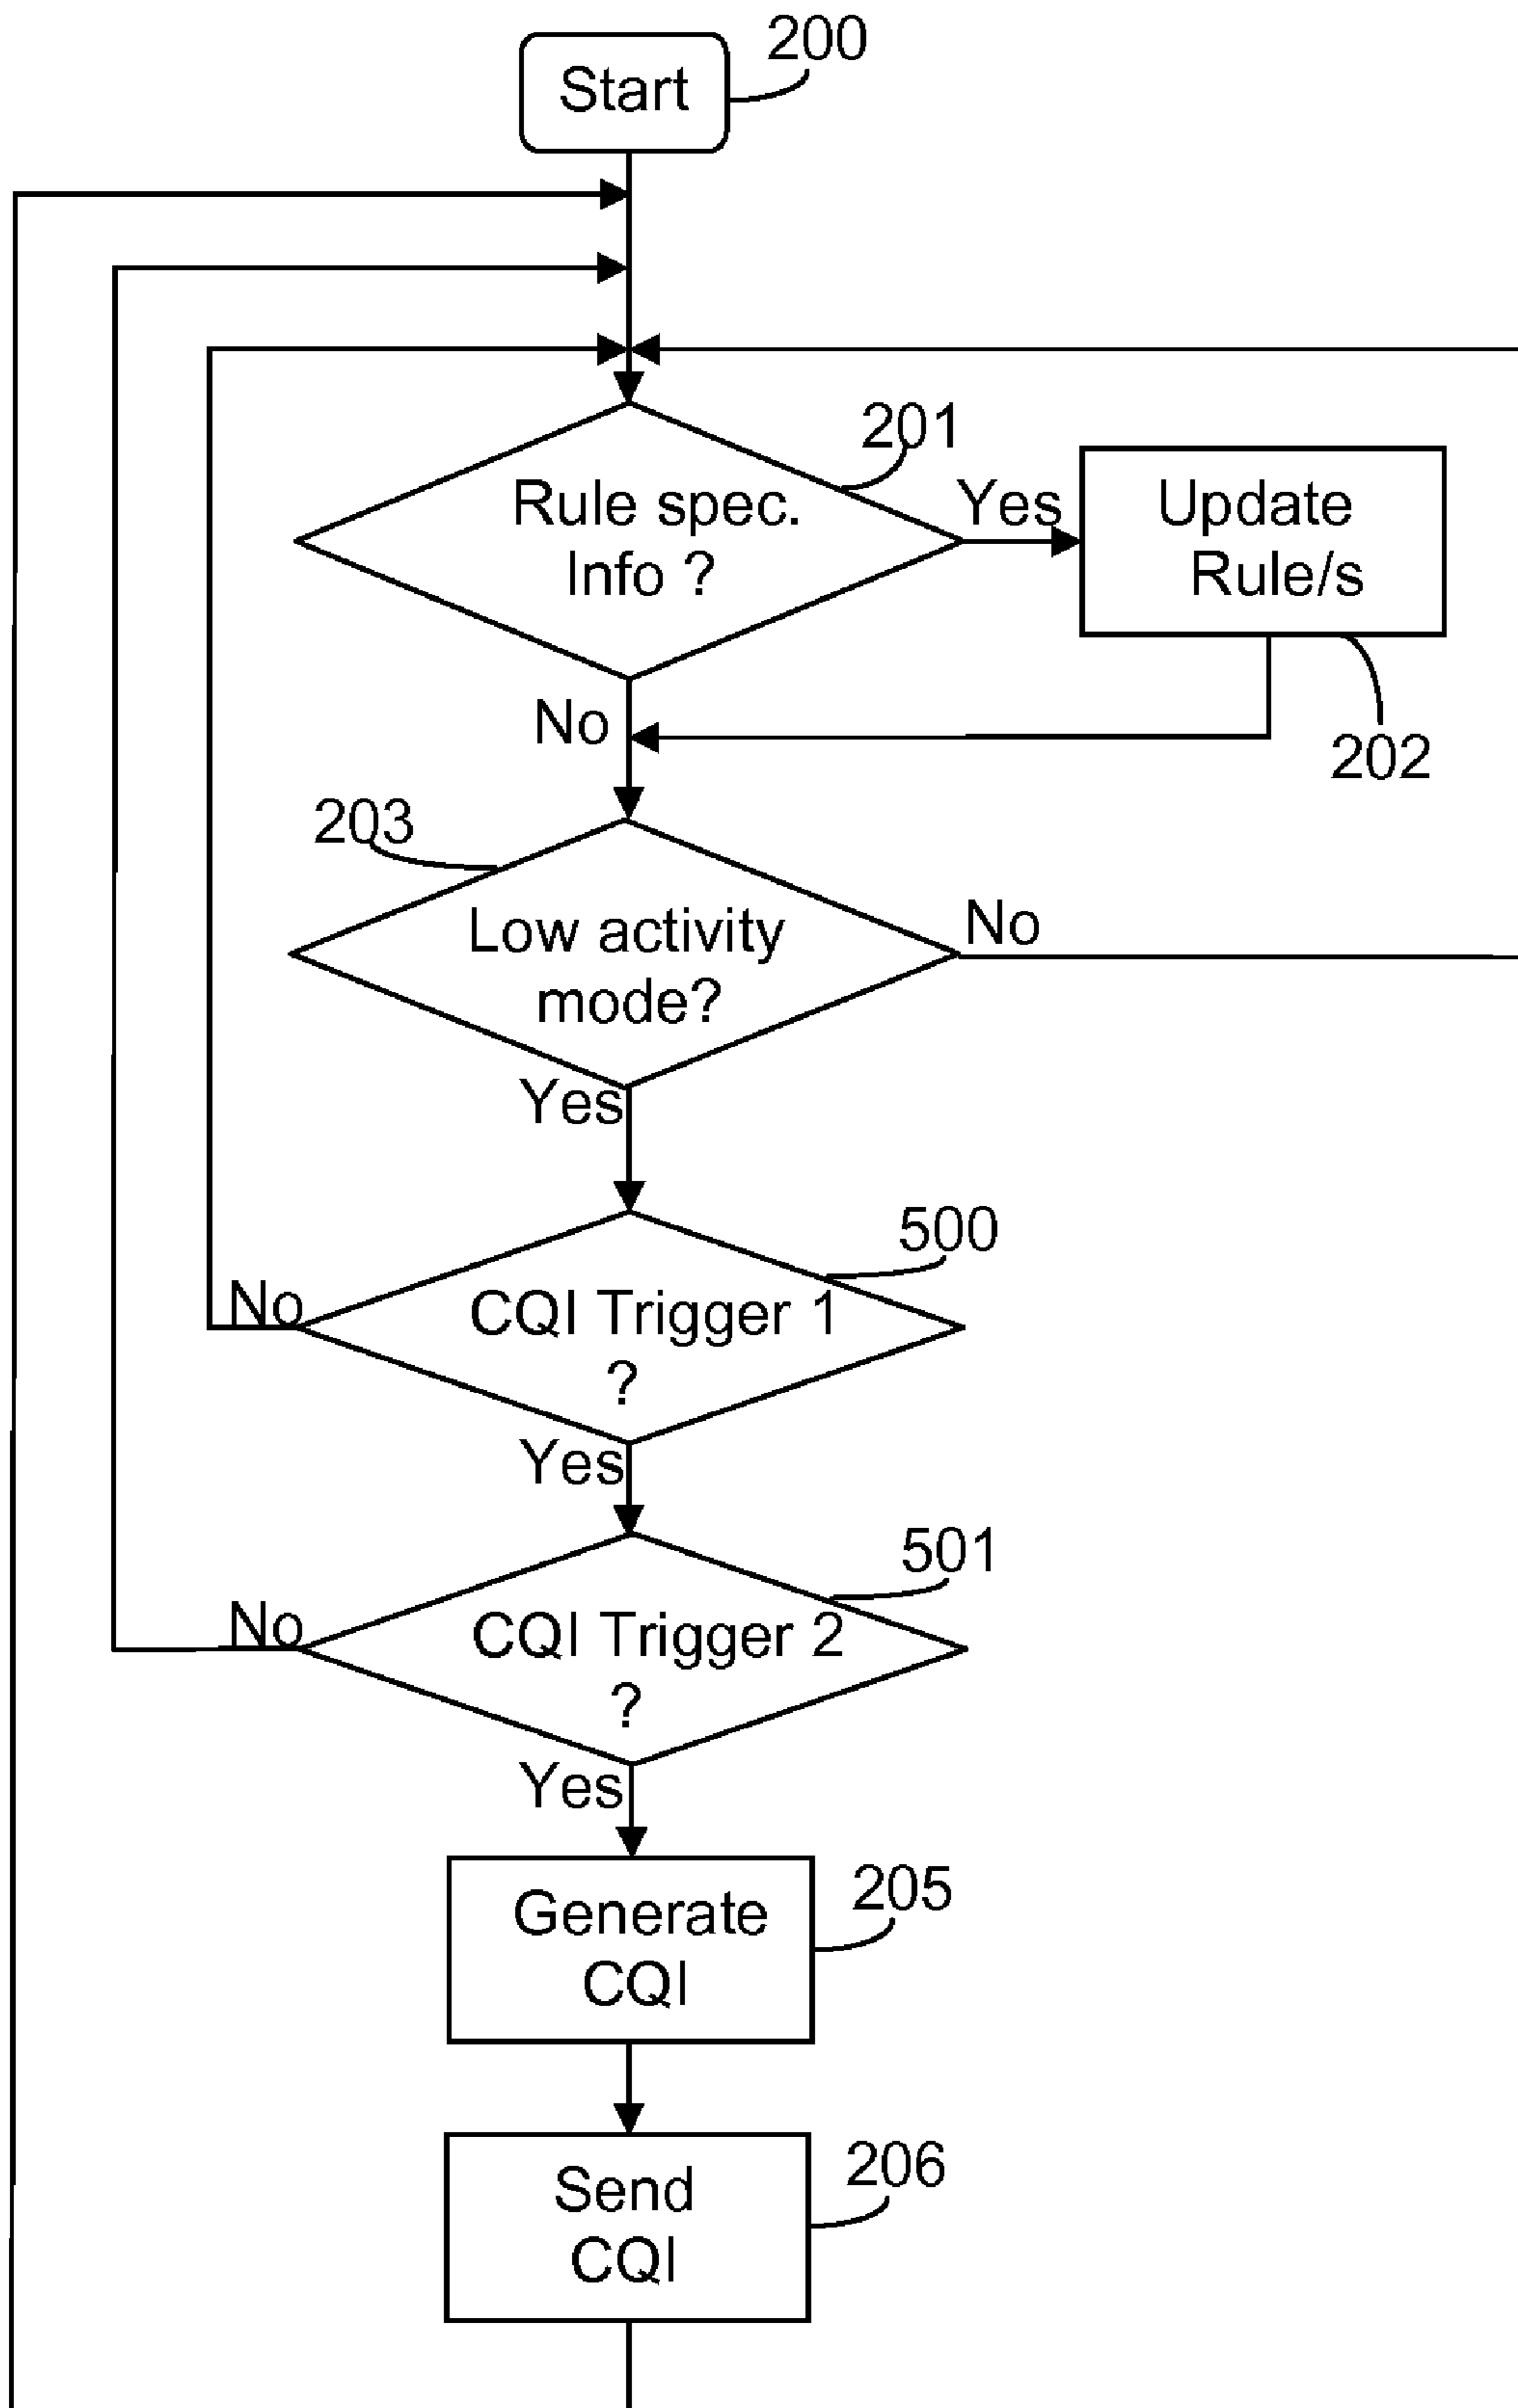 200
Start
201
Rule spec.
Info ?
Yes
Update
Rule/s
No
202
203
Low activity
mode?
No
Yes
500
No
CQI Trigger 1
?
Yes
501
No
CQI Trigger 2
?
Yes
205
Generate
CQI
206
Send
CQI